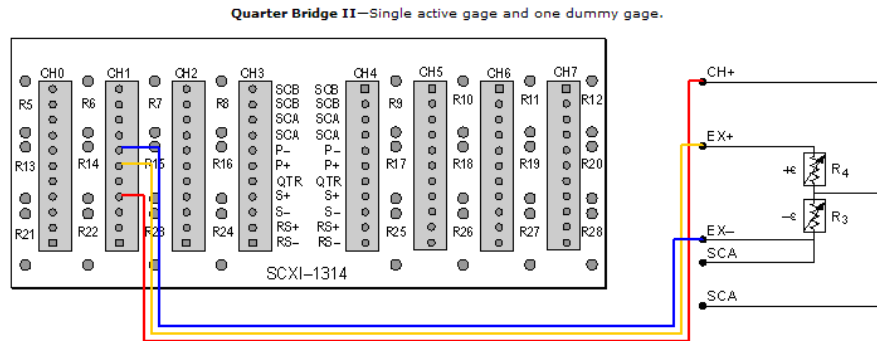 Quarter Bridge II—Single active gage and one dummy gage.
CH0 CH1 CH2 CH3 CH4 CH5 CH6 CH7
SCB SCB
R5 R6 R7 R8 SCB SCB R9 R10 R11 R12
SCA SCA
SCA SCA
P− P−
R13 R14 R15 R16 P+ P+ R17 R18 R19 R20
QTR QTR
S+ S+
S− S−
R21 R22 R23 R24 RS+ RS+ R25 R26 R27 R28
RS− RS−
SCXI−1314
CH+
EX+
+ϵ R4
−ϵ R3
EX−
SCA
SCA